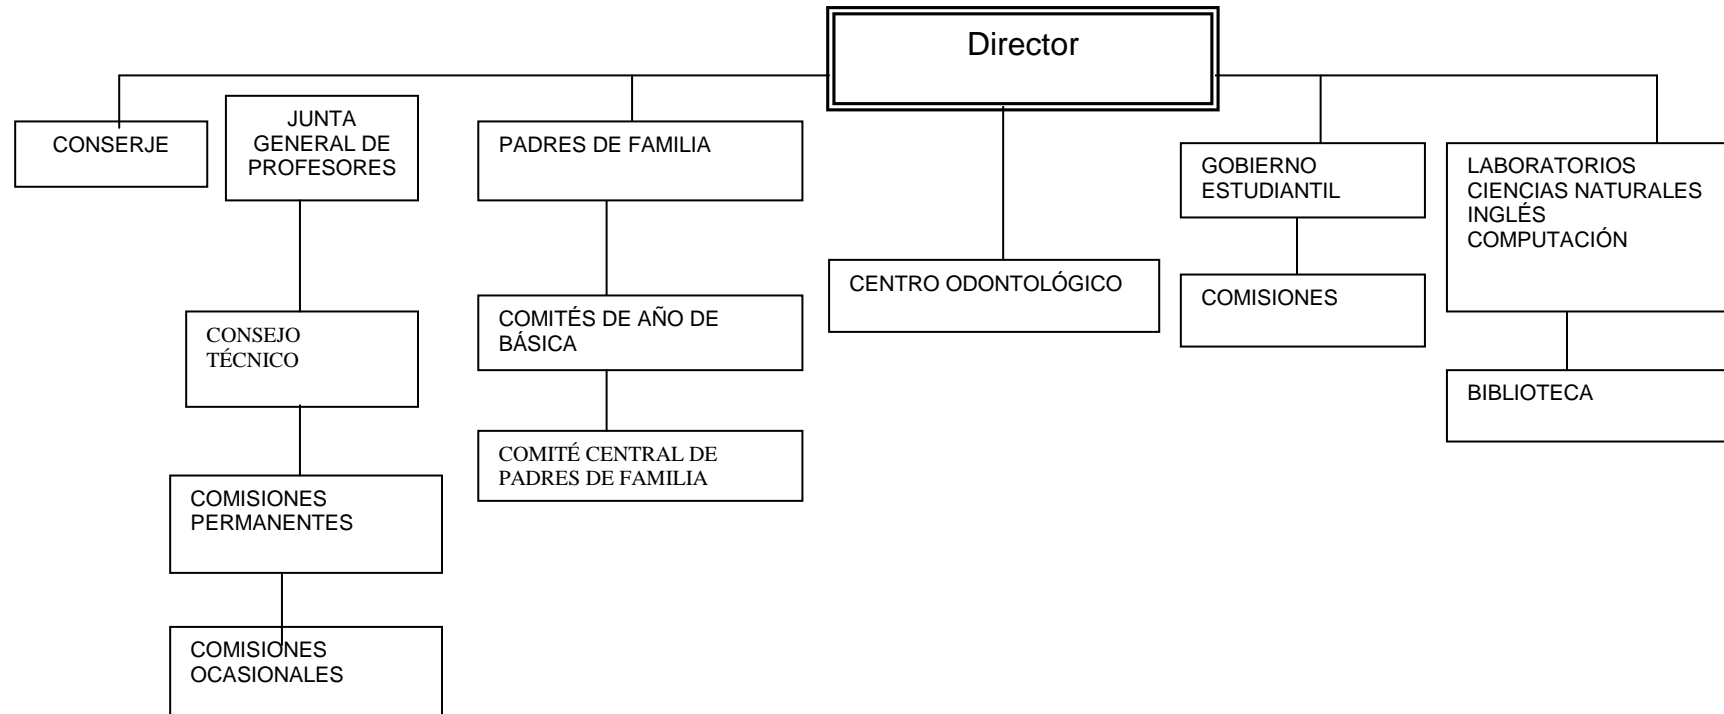 Director
CONSERJE
JUNTA
GENERAL DE
PROFESORES
PADRES DE FAMILIA
GOBIERNO
ESTUDIANTIL
LABORATORIOS
CIENCIAS NATURALES
INGLÉS
COMPUTACIÓN
CENTRO ODONTOLÓGICO
COMISIONES
CONSEJO
TÉCNICO
COMITÉS DE AÑO DE
BÁSICA
BIBLIOTECA
COMITÉ CENTRAL DE
PADRES DE FAMILIA
COMISIONES
PERMANENTES
COMISIONES
OCASIONALES